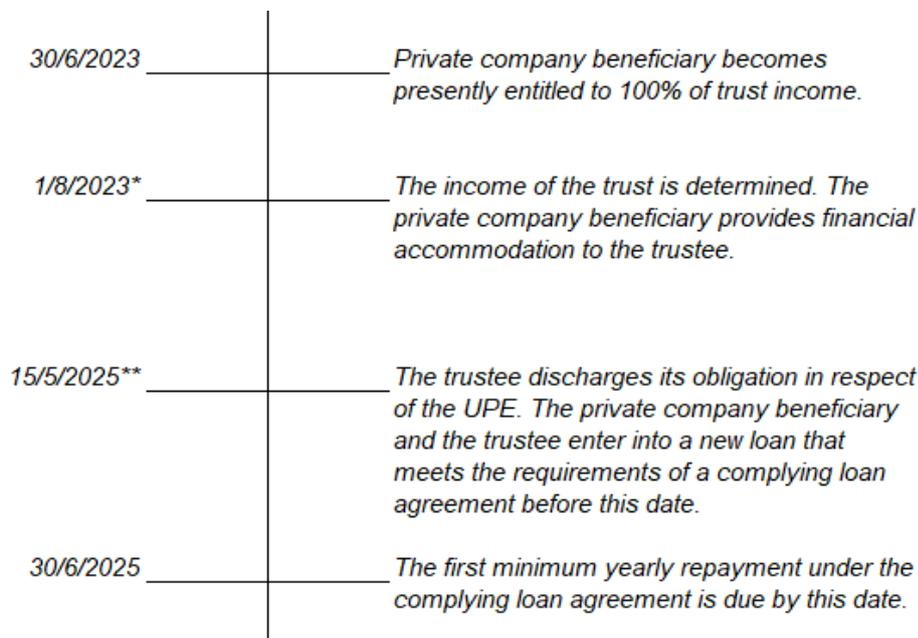 30/6/2023 Private company beneficiary becomes
presently entitled to 100% of trust income.
1/8/2023* The income of the trust is determined. The
private company beneficiary provides financial
accommodation to the trustee.
15/5/2025** The trustee discharges its obligation in respect
of the UPE. The private company beneficiary
and the trustee enter into a new loan that
meets the requirements of a complying loan
agreement before this date.
30/6/2025 The first minimum yearly repayment under the
complying loan agreement is due by this date.